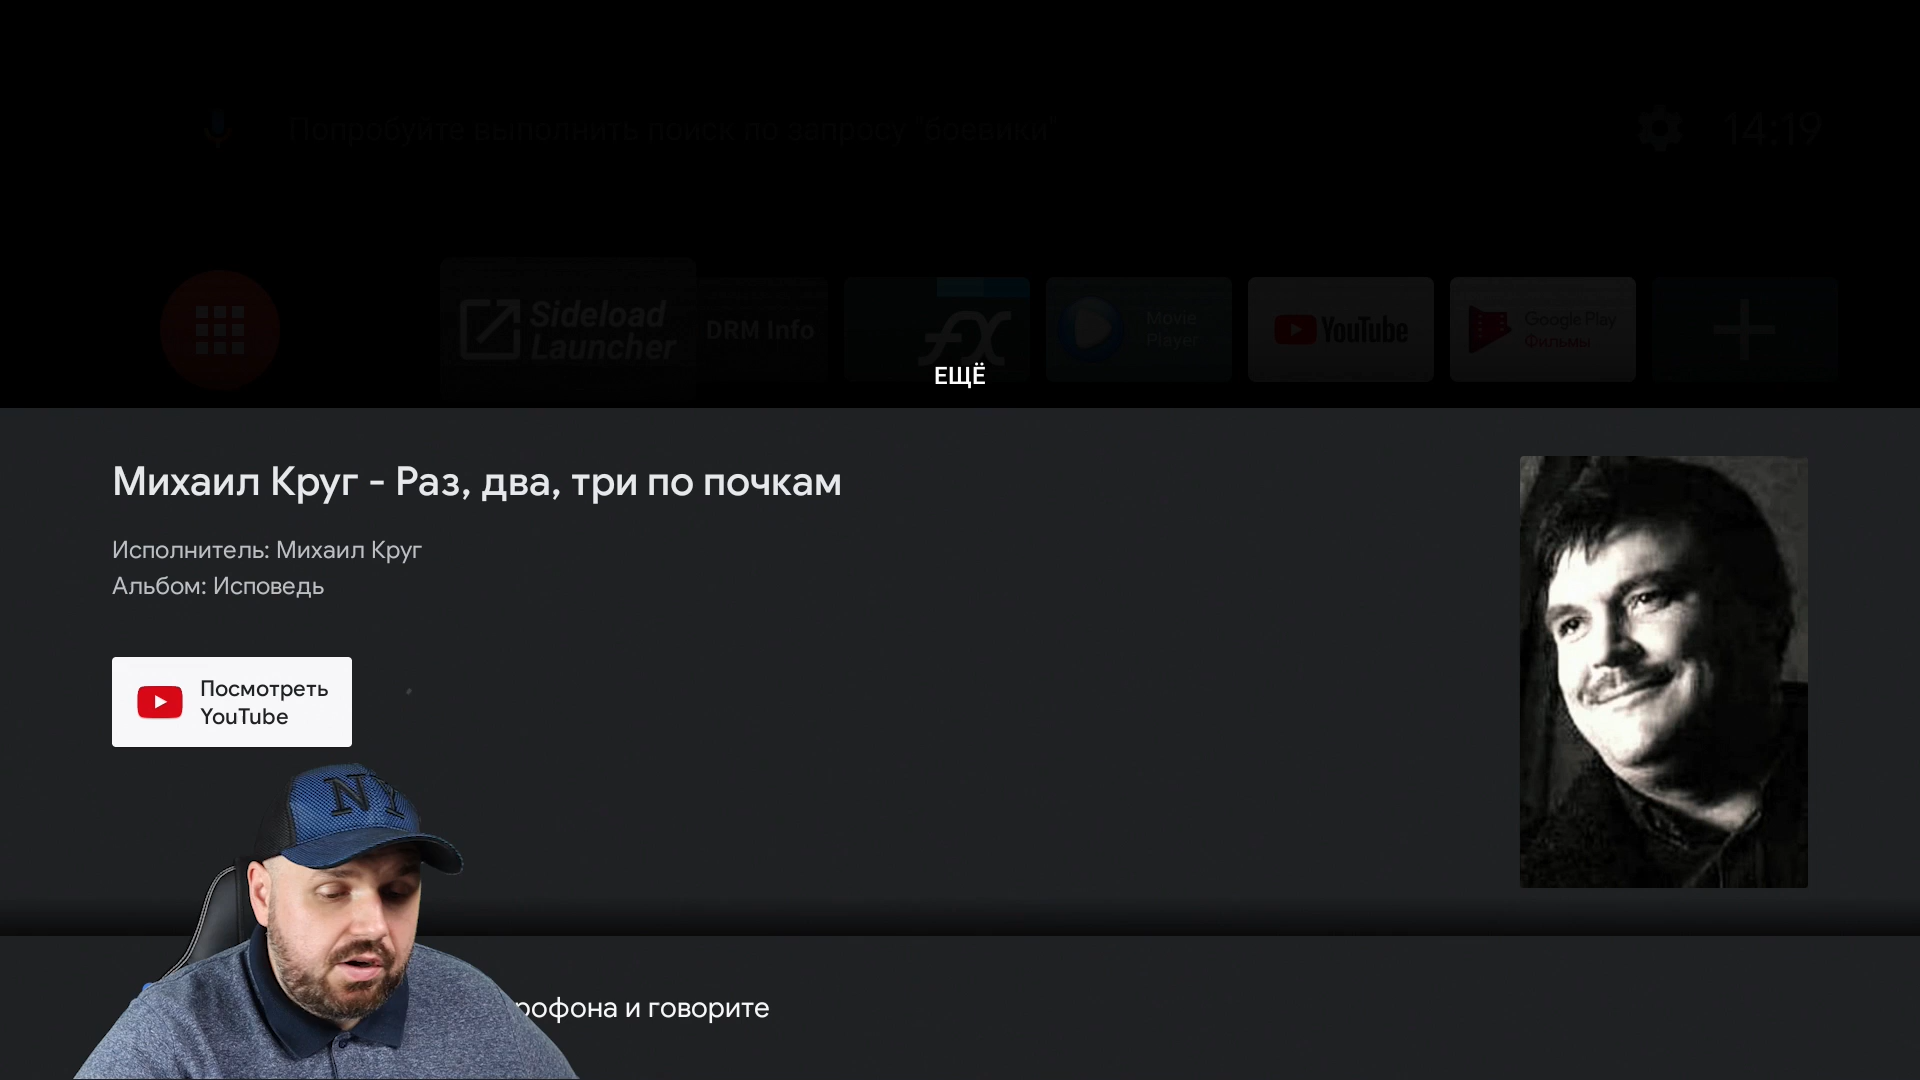 Попробуйте выполнить поиск по запросу "боевики"
14:19
Sideload
Launcher
DRM Info
fX
Movie
Player
YouTube
Google Play
Фильмы
ЕЩЁ
Михаил Круг - Раз, два, три по почкам
Исполнитель: Михаил Круг
Альбом: Исповедь
Посмотреть
YouTube
NY
рофона и говорите